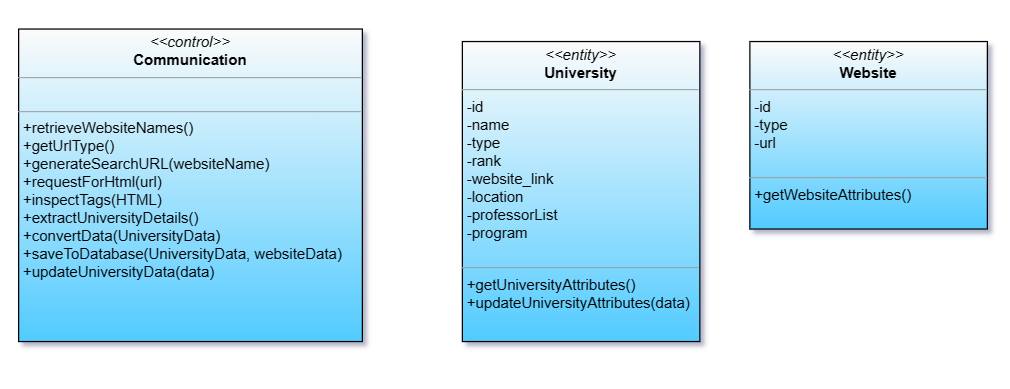 <<control>>
Communication
+retrieveWebsiteNames()
+getUrlType()
+generateSearchURL(websiteName)
+requestForHtml(url)
+inspectTags(HTML)
+extractUniversityDetails()
+convertData(UniversityData)
+saveToDatabase(UniversityData, websiteData)
+updateUniversityData(data)
<<entity>>
University
-id
-name
-type
-rank
-website_link
-location
-professorList
-program
+getUniversityAttributes()
+updateUniversityAttributes(data)
<<entity>>
Website
-id
-type
-url
+getWebsiteAttributes()